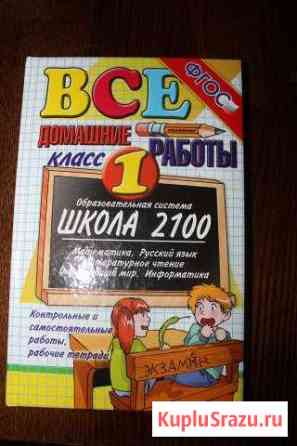 ВСЕ
ФГОС
ДОМАШНИЕ
РАБОТЫ
КЛАСС
1
Образовательная система
ШКОЛА 2100
Математика. Русский язык
Литературное чтение
мир. Информатика
Контрольные и
самостоятельные
работы,
рабочие тетради
ЭКЗАМЕН
KupluSrazu.ru